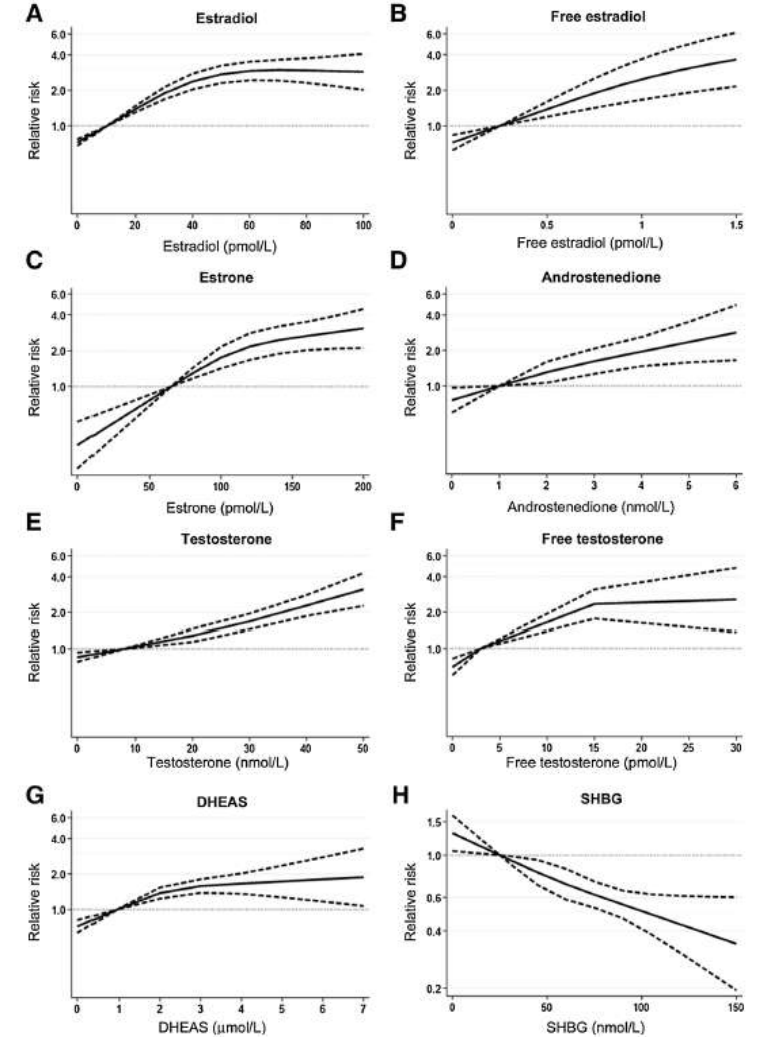 A
Estradiol
Relative risk
6.0
4.0
2.0
1.0
0 20 40 60 80 100
Estradiol (pmol/L)
B
Free estradiol
Relative risk
6.0
4.0
2.0
1.0
0 0.5 1 1.5
Free estradiol (pmol/L)
C
Estrone
Relative risk
6.0
4.0
2.0
1.0
0 50 100 150 200
Estrone (pmol/L)
D
Androstenedione
Relative risk
6.0
4.0
2.0
1.0
0 1 2 3 4 5 6
Androstenedione (nmol/L)
E
Testosterone
Relative risk
6.0
4.0
2.0
1.0
0 10 20 30 40 50
Testosterone (nmol/L)
F
Free testosterone
Relative risk
6.0
4.0
2.0
1.0
0 5 10 15 20 25 30
Free testosterone (pmol/L)
G
DHEAS
Relative risk
6.0
4.0
2.0
1.0
0 1 2 3 4 5 6 7
DHEAS (μmol/L)
H
SHBG
Relative risk
1.5
1.0
0.6
0.4
0.2
0 50 100 150
SHBG (nmol/L)